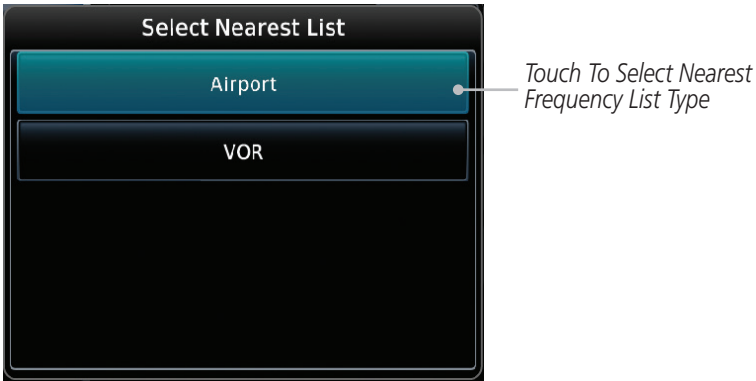 Select Nearest List
Airport
Touch To Select Nearest
Frequency List Type
VOR